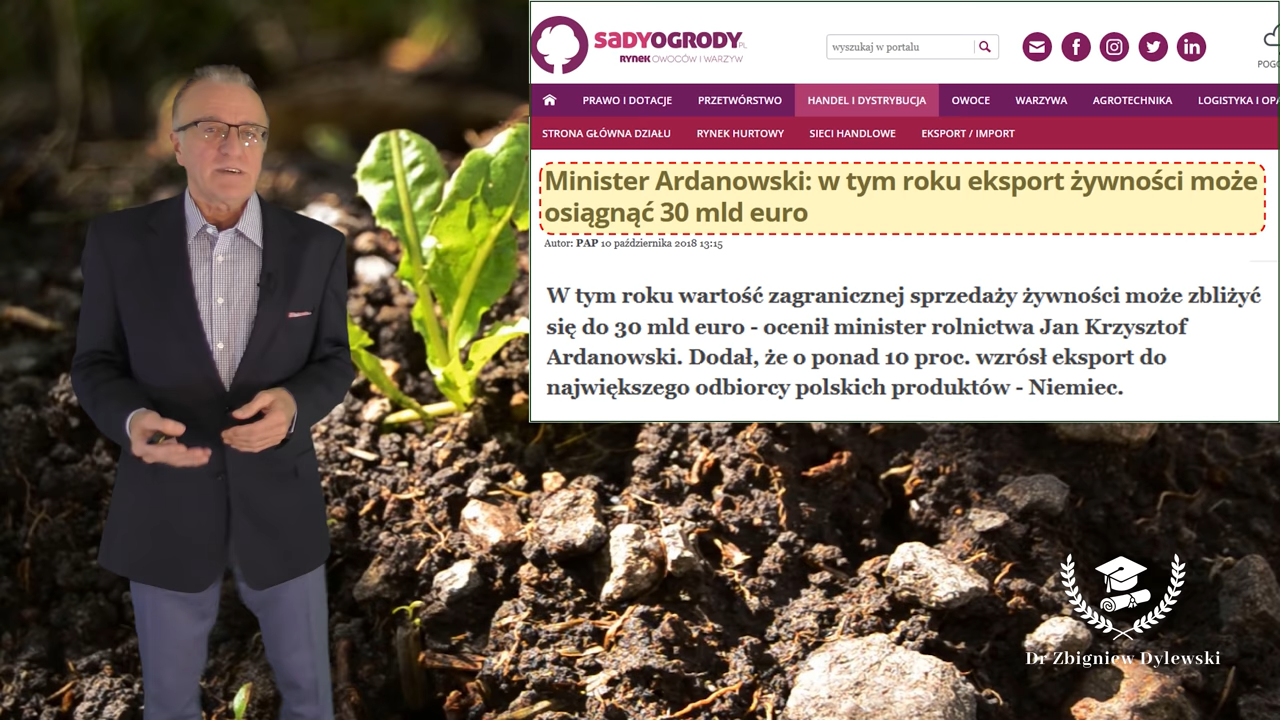 SADYOGRODY.PL
RYNEK OWOCÓW I WARZYW
wyszukaj w portalu
POGO
PRAWO I DOTACJE PRZETWÓRSTWO HANDEL I DYSTRYBUCJA OWOCE WARZYWA AGROTECHNIKA LOGISTYKA I OPA
STRONA GŁÓWNA DZIAŁU RYNEK HURTOWY SIECI HANDLOWE EKSPORT / IMPORT
Minister Ardanowski: w tym roku eksport żywności może
osiągnąć 30 mld euro
Autor: PAP 10 października 2018 13:15
W tym roku wartość zagranicznej sprzedaży żywności może zbliżyć
się do 30 mld euro - ocenił minister rolnictwa Jan Krzysztof
Ardanowski. Dodał, że o ponad 10 proc. wzrósł eksport do
największego odbiorcy polskich produktów - Niemiec.
Dr Zbigniew Dylewski